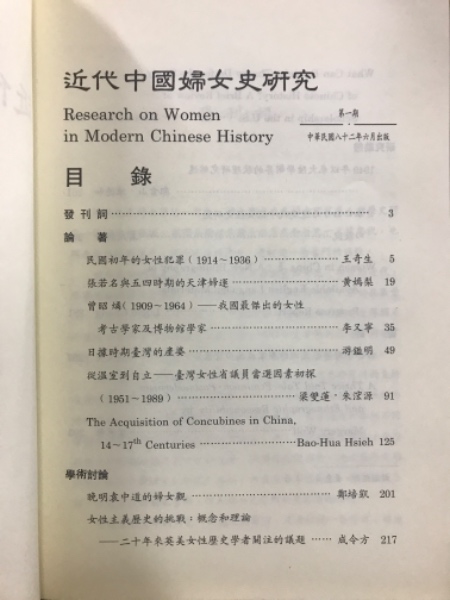 近代中國婦女史研究
Research on Women
in Modern Chinese History
第一期
中華民國八十二年六月出版
目 錄
發刊詞……………………………………………………3
論 著
民國初年的女性犯罪(1914~1936)………………王奇生 5
張若名與五四時期的天津婦運………………………黃嫣梨 19
曾昭燏(1909~1964)——我國最傑出的女性
考古學家及博物館學家………………………………李又寧 35
日據時期臺灣的產婆…………………………………游鑑明 49
從溫室到自立——臺灣女性省議員當選因素初探
(1951~1989)……………………………梁雙蓮·朱浤源 91
The Acquisition of Concubines in China,
14~17th Centuries …………………………Bao-Hua Hsieh 125
學術討論
晚明袁中道的婦女觀…………………………………鄭培凱 201
女性主義歷史的挑戰:概念和理論
——二十年來英美女性歷史學者關注的議題……成令方 217